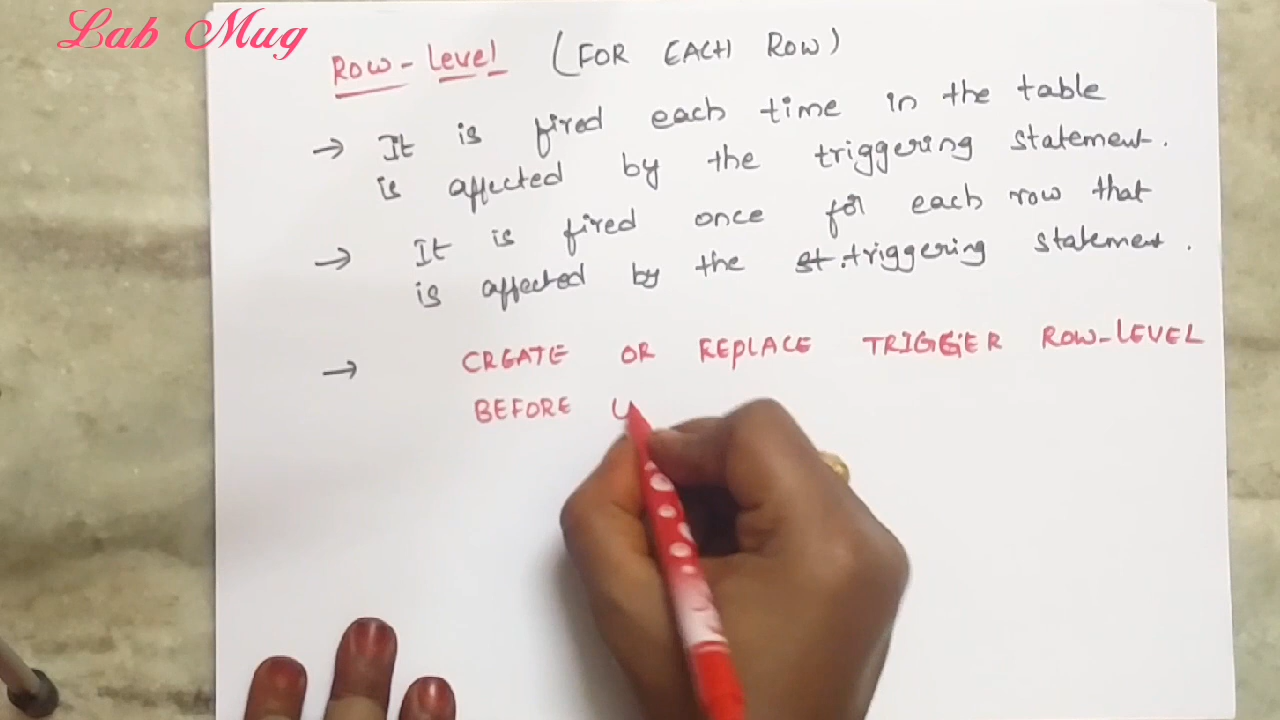 Lab Mug
Row-Level (FOR EACH ROW)
→ It is fired each time in the table
is affected by the triggering statement.
→ It is fired once for each row that
is affected by the st.triggering statement.
→ CREATE OR REPLACE TRIGGER ROW-LEVEL
BEFORE U